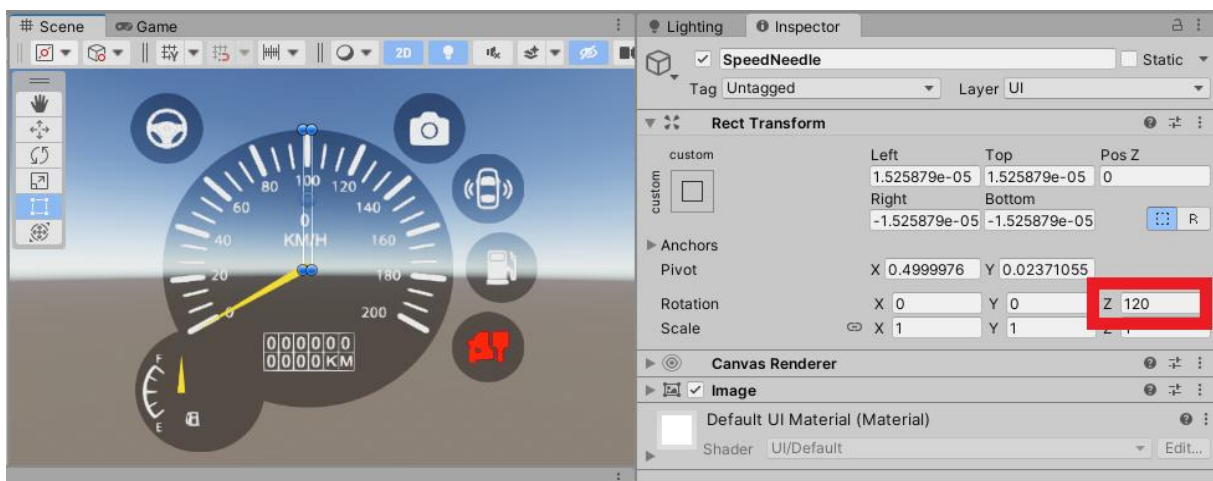 Scene Game
2D
80 100 120
60 140
0
40 KM/H 160
20 180
0 200
000000
0000KM
F
E
Lighting Inspector
SpeedNeedle Static
Tag Untagged Layer UI
Rect Transform
custom Left Top Pos Z
custom 1.525879e-05 1.525879e-05 0
Right Bottom
-1.525879e-05 -1.525879e-05 R
Anchors
Pivot X 0.4999976 Y 0.02371055
Rotation X 0 Y 0 Z 120
Scale X 1 Y 1 Z 1
Canvas Renderer
Image
Default UI Material (Material)
Shader UI/Default Edit...